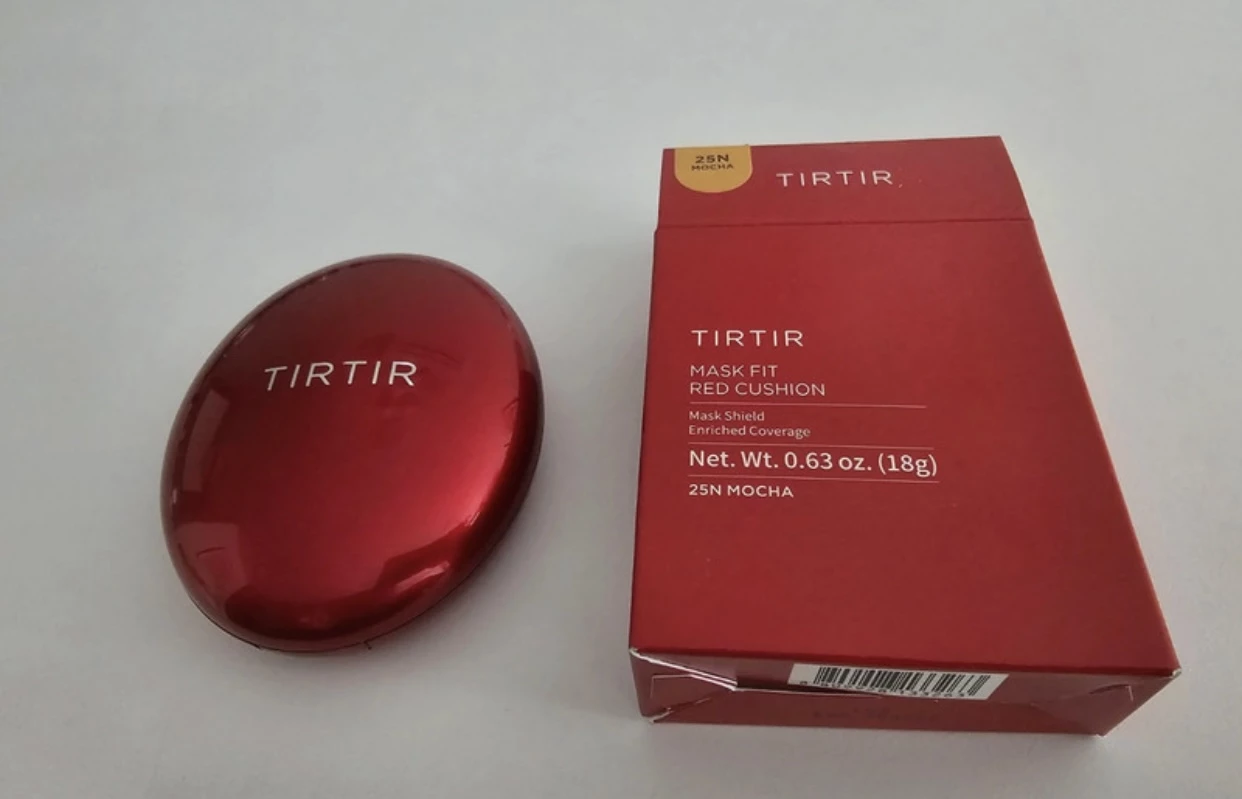 TIRTIR
25N
MOCHA
TIRTIR
TIRTIR
MASK FIT
RED CUSHION
Mask Shield
Enriched Coverage
Net. Wt. 0.63 oz. (18g)
25N MOCHA